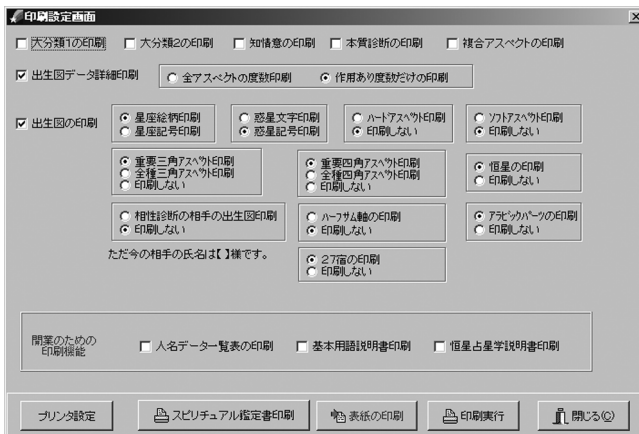 印刷設定画面
大分類1の印刷 大分類2の印刷 知情意の印刷 本質診断の印刷 複合アスペクトの印刷
出生図データ詳細印刷 全アスペクトの度数印刷 作用あり度数だけの印刷
出生図の印刷
星座絵柄印刷 惑星文字印刷 ハードアスペクト印刷 ソフトアスペクト印刷
星座記号印刷 惑星記号印刷 印刷しない 印刷しない
重要三角アスペクト印刷 重要四角アスペクト印刷 恒星の印刷
全種三角アスペクト印刷 全種四角アスペクト印刷 印刷しない
印刷しない 印刷しない
相性診断の相手の出生図印刷 ハーフサム軸の印刷 アラビックパーツの印刷
印刷しない 印刷しない 印刷しない
ただ今の相手の氏名は【 】様です。
27宿の印刷
印刷しない
開業のための
印刷機能
人名データ一覧表の印刷 基本用語説明書印刷 恒星占星学説明書印刷
プリンタ設定 スピリチュアル鑑定書印刷 表紙の印刷 印刷実行 閉じる(C)